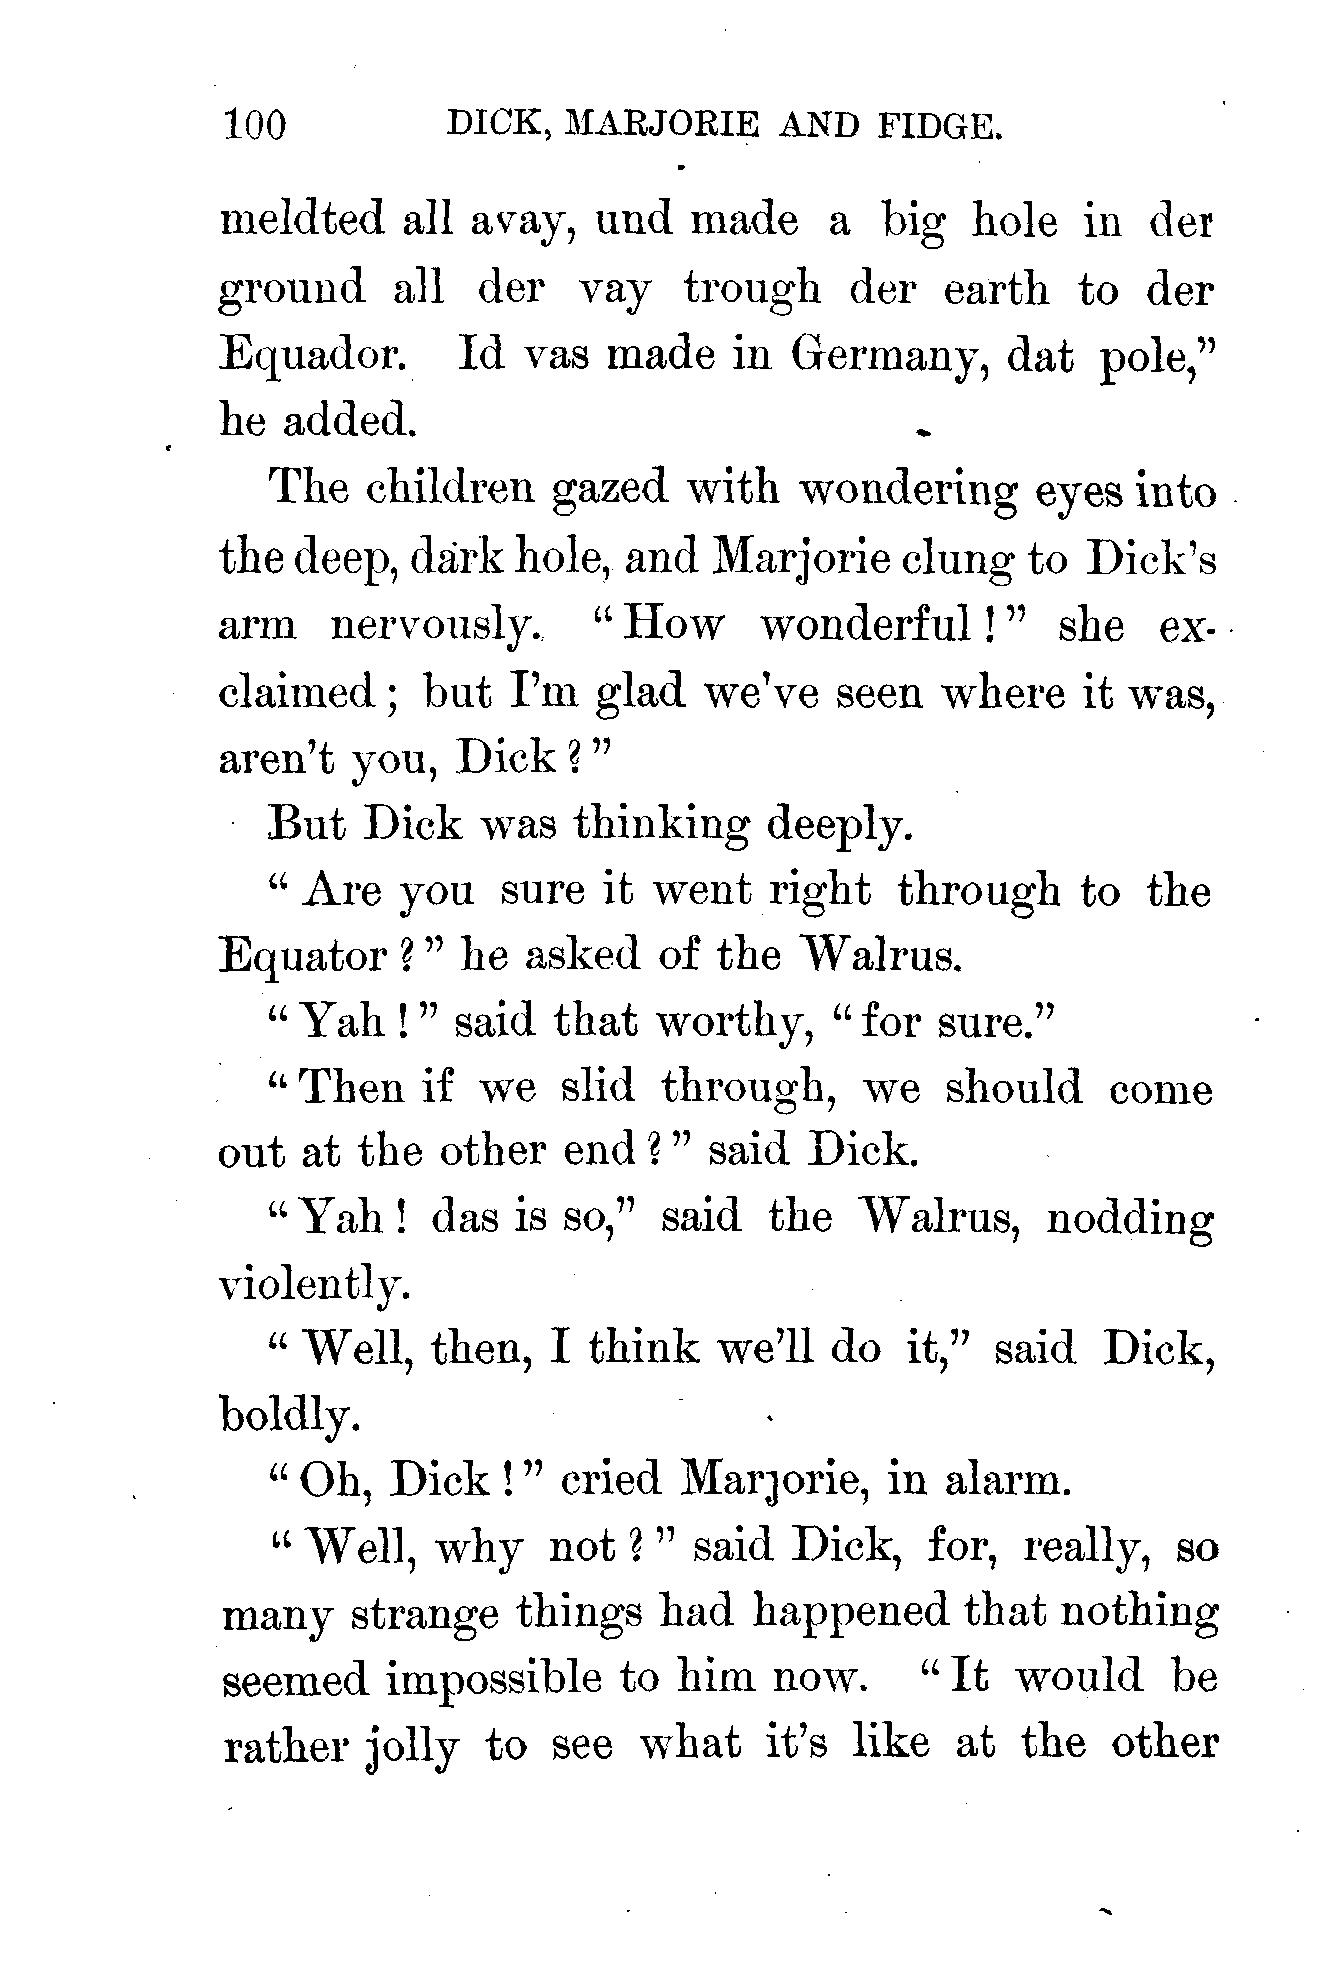 100 DICK, MARJORIE AND FIDGE.
meldted all avay, und made a big hole in der
ground all der vay trough der earth to der
Equador. Id vas made in Germany, dat pole,”
he added.
The children gazed with wondering eyes into
the deep, dark hole, and Marjorie clung to Dick’s
arm nervously. “How wonderful!” she ex-
claimed; but I’m glad we’ve seen where it was,
aren’t you, Dick?”
But Dick was thinking deeply.
“Are you sure it went right through to the
Equator?” he asked of the Walrus.
“Yah!” said that worthy, “for sure.”
“Then if we slid through, we should come
out at the other end?” said Dick.
“Yah! das is so,” said the Walrus, nodding
violently.
“Well, then, I think we’ll do it,” said Dick,
boldly.
“Oh, Dick!” cried Marjorie, in alarm.
“Well, why not?” said Dick, for, really, so
many strange things had happened that nothing
seemed impossible to him now. “It would be
rather jolly to see what it’s like at the other